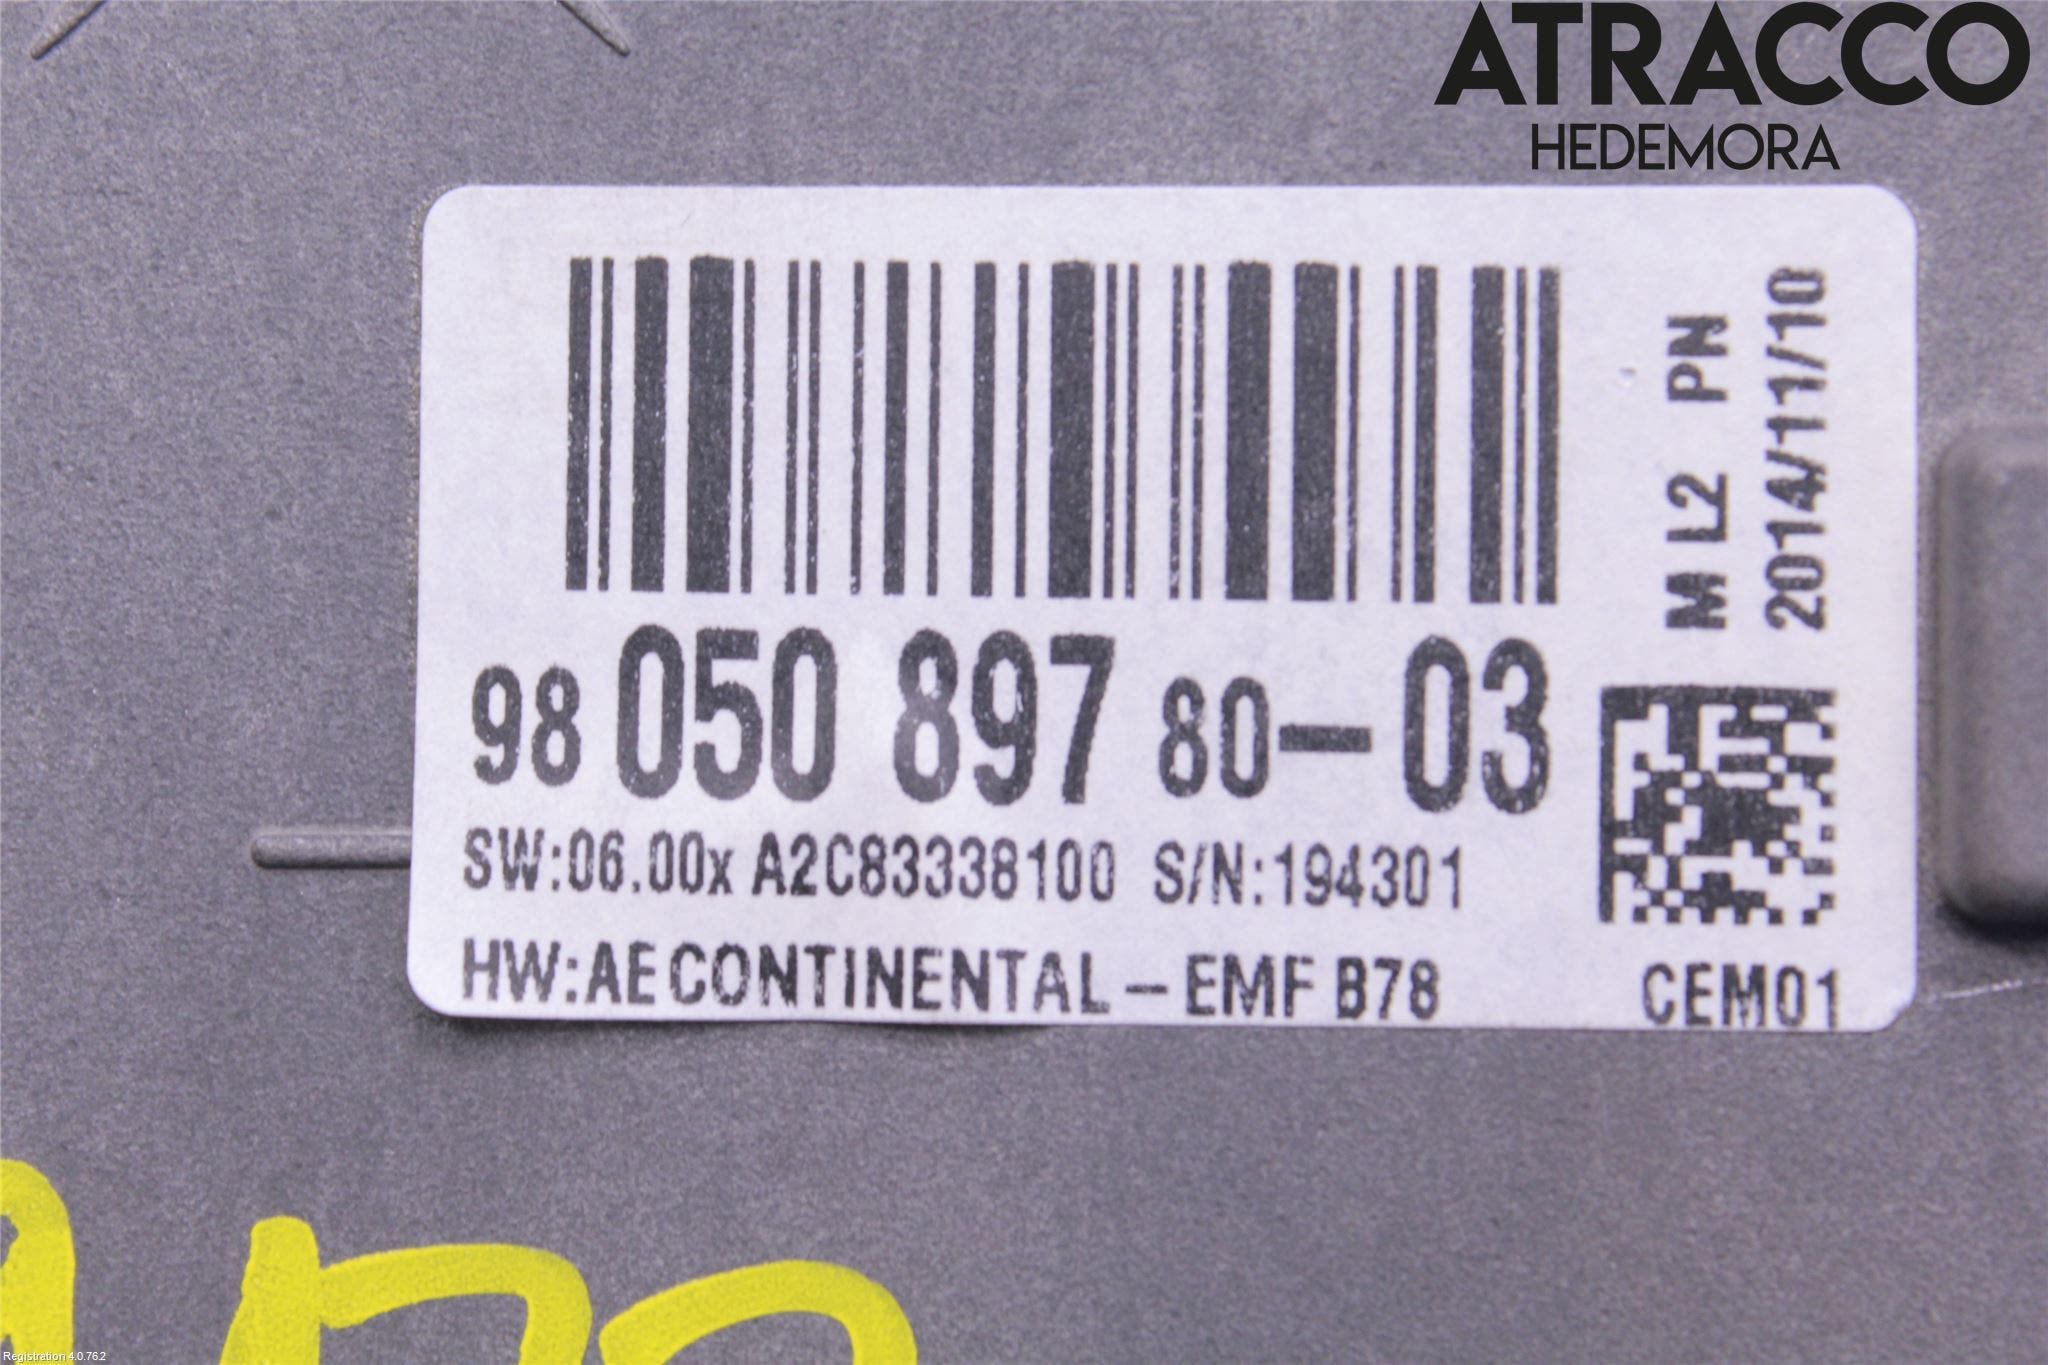 ATRACCO
HEDEMORA
M L2 PN
2014/11/10
98 050 897 80-03
SW:06.00x A2C83338100 S/N:194301
HW:AE CONTINENTAL-EMF B78
CEM01
Registration 4.0.762